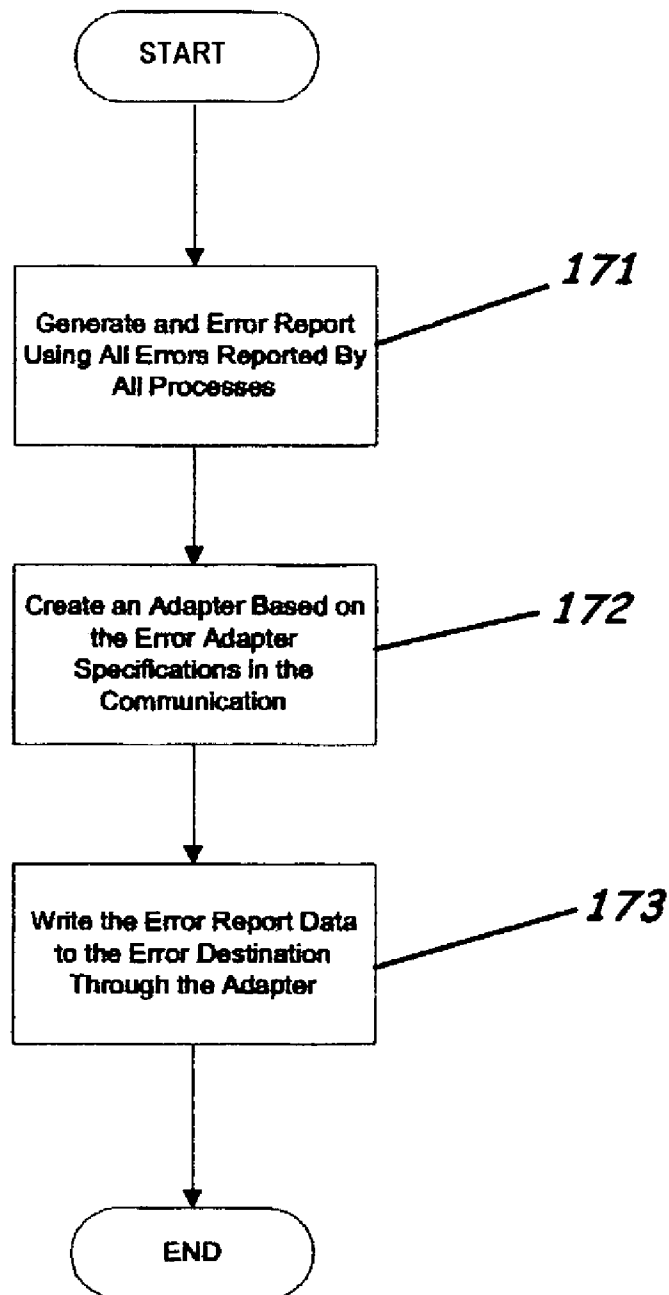 START
171
Generate and Error Report
Using All Errors Reported By
All Processes
172
Create an Adapter Based on
the Error Adapter
Specifications in the
Communication
173
Write the Error Report Data
to the Error Destination
Through the Adapter
END